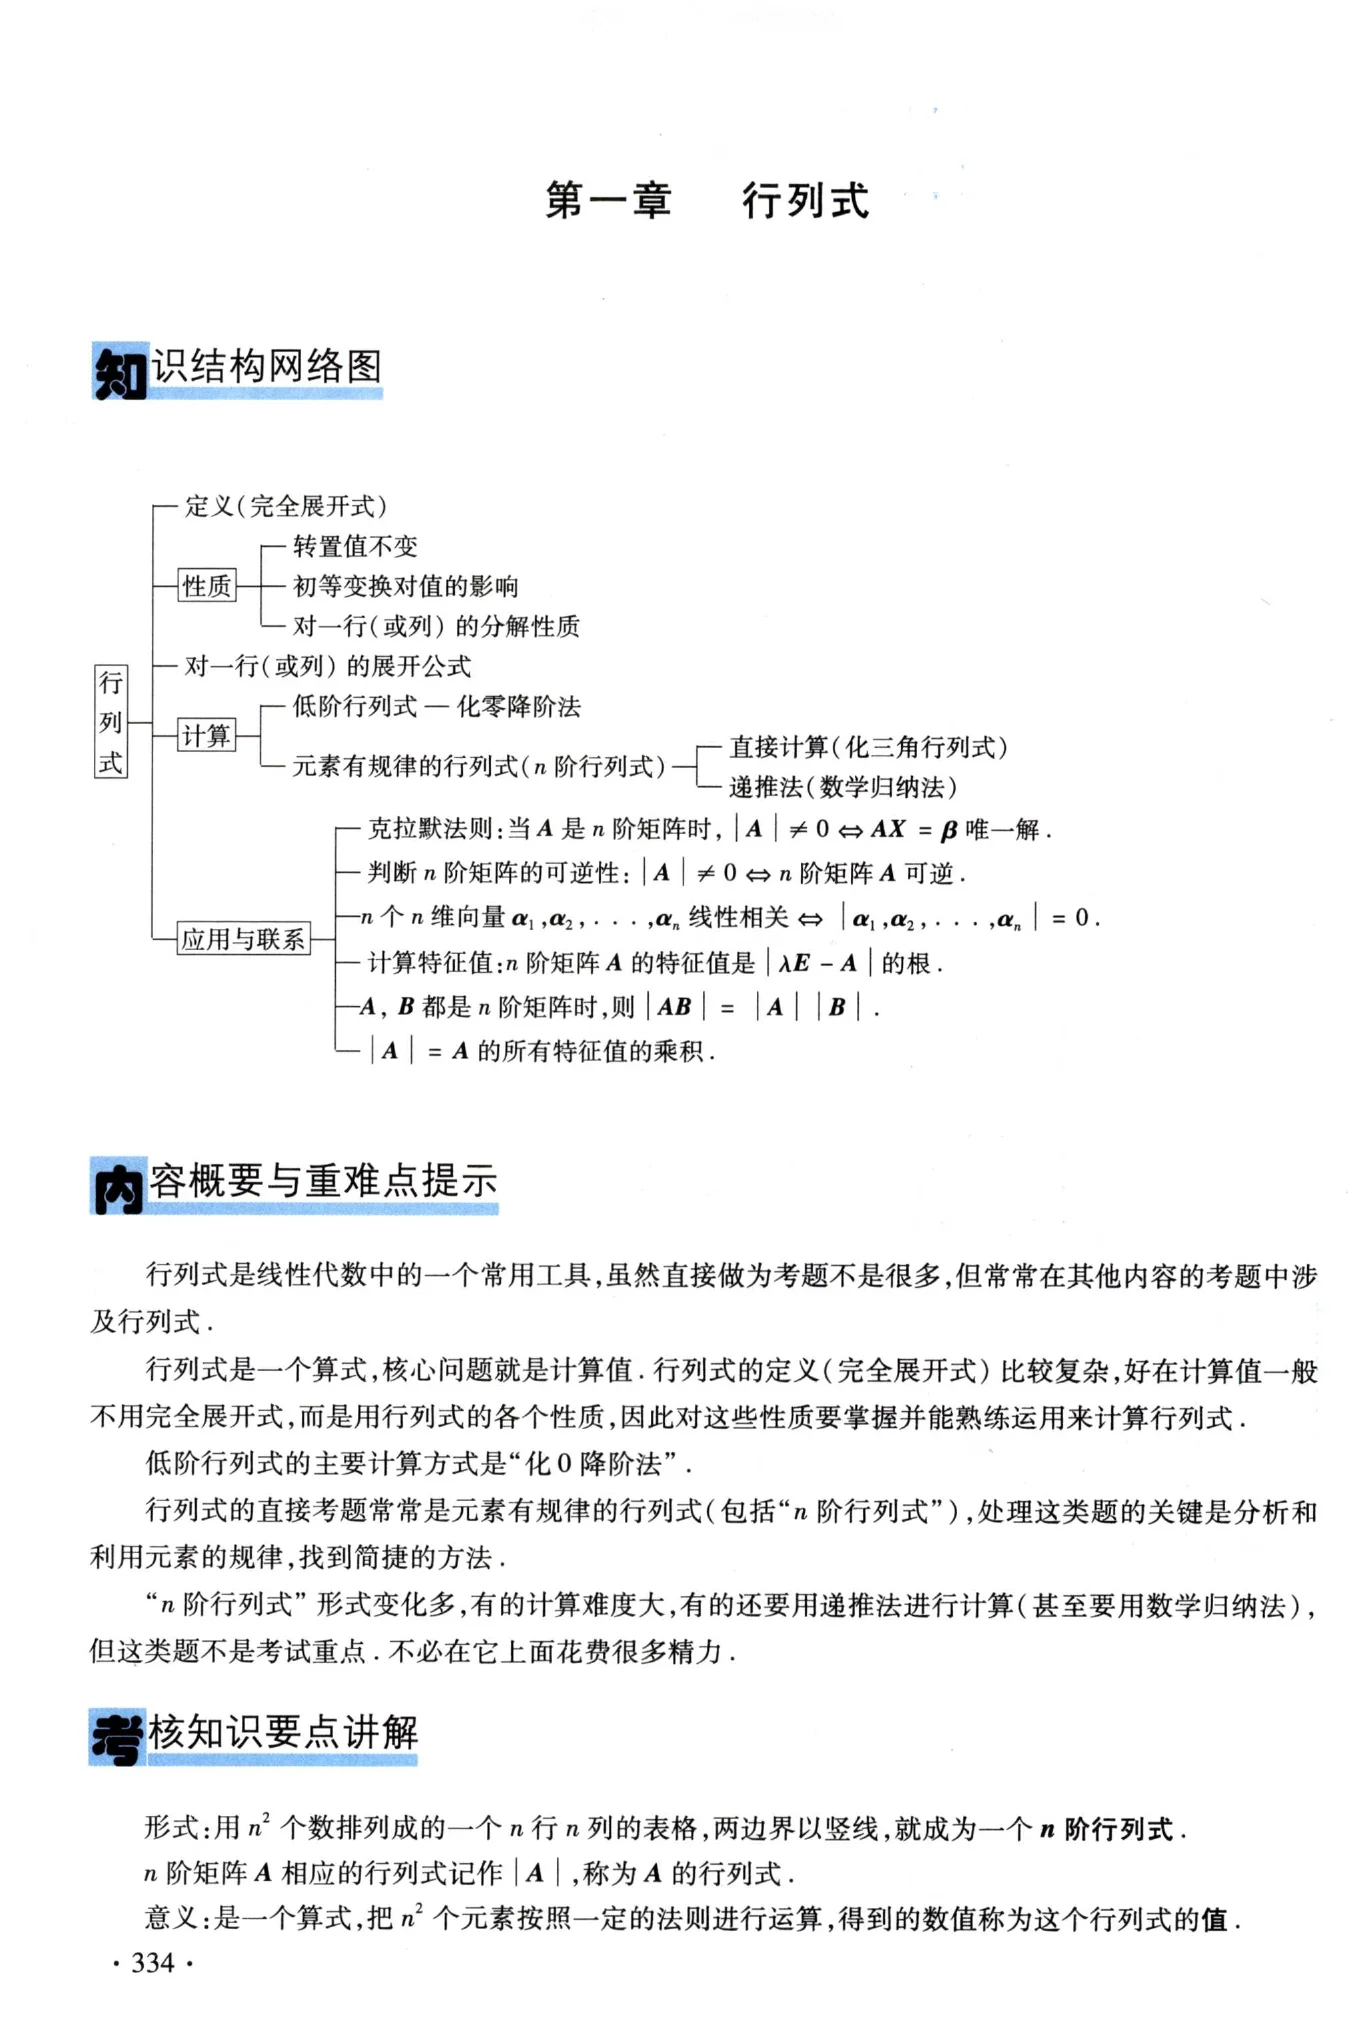 第一章 行列式
知识结构网络图
定义(完全展开式)
转置值不变
性质
初等变换对值的影响
对一行(或列)的分解性质
对一行(或列)的展开公式
行列式
低阶行列式—化零降阶法
计算
元素有规律的行列式(n 阶行列式)
直接计算(化三角行列式)
递推法(数学归纳法)
克拉默法则:当 A 是 n 阶矩阵时, |A| ≠ 0 ⇔ AX = β 唯一解.
判断 n 阶矩阵的可逆性: |A| ≠ 0 ⇔ n 阶矩阵 A 可逆.
n 个 n 维向量 α₁,α₂,...,αₙ 线性相关 ⇔ |α₁,α₂,...,αₙ| = 0.
应用与联系
计算特征值:n 阶矩阵 A 的特征值是 |λE - A| 的根.
A, B 都是 n 阶矩阵时,则 |AB| = |A| |B|.
|A| = A 的所有特征值的乘积.
内容概要与重难点提示
行列式是线性代数中的一个常用工具,虽然直接做为考题不是很多,但常常在其他内容的考题中涉
及行列式.
行列式是一个算式,核心问题就是计算值.行列式的定义(完全展开式)比较复杂,好在计算值一般
不用完全展开式,而是用行列式的各个性质,因此对这些性质要掌握并能熟练运用来计算行列式.
低阶行列式的主要计算方式是“化0降阶法”.
行列式的直接考题常常是元素有规律的行列式(包括“n 阶行列式”),处理这类题的关键是分析和
利用元素的规律,找到简捷的方法.
“n 阶行列式”形式变化多,有的计算难度大,有的还要用递推法进行计算(甚至要用数学归纳法),
但这类题不是考试重点.不必在它上面花费很多精力.
考核知识要点讲解
形式:用 n² 个数排列成的一个 n 行 n 列的表格,两边界以竖线,就成为一个 n 阶行列式.
n 阶矩阵 A 相应的行列式记作 |A|,称为 A 的行列式.
意义:是一个算式,把 n² 个元素按照一定的法则进行运算,得到的数值称为这个行列式的值.
·334·